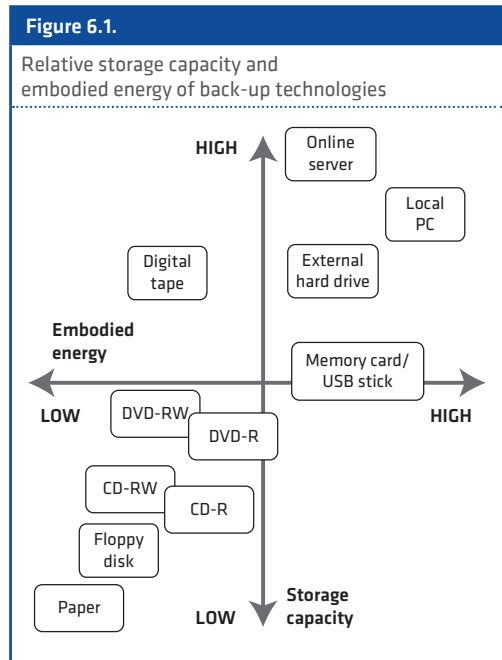 Figure 6.1.
Relative storage capacity and
embodied energy of back-up technologies
HIGH
Online
server
Local
PC
Digital
tape
External
hard drive
Embodied
energy
Memory card/
USB stick
LOW
HIGH
DVD-RW
DVD-R
CD-RW
CD-R
Floppy
disk
Paper
LOW
Storage
capacity